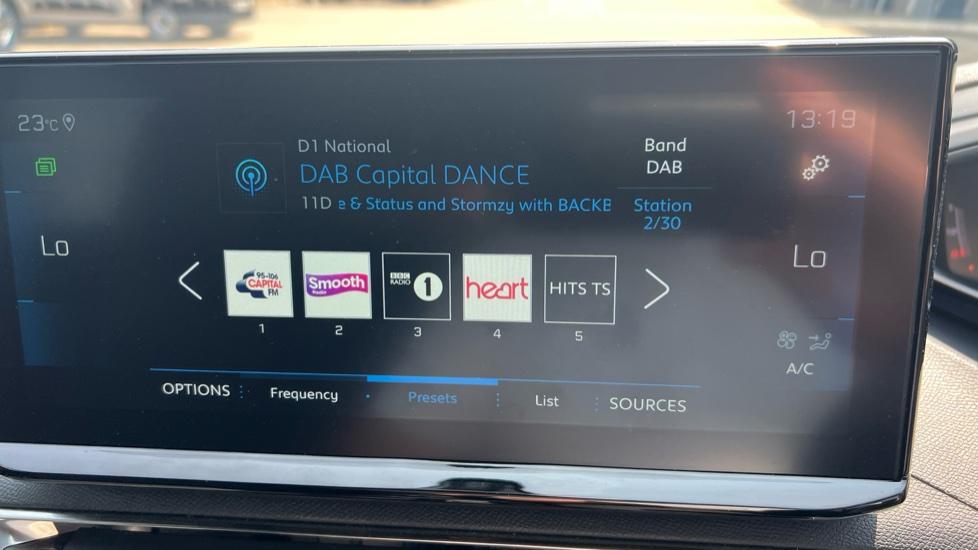 23°C
13:19
D1 National
DAB Capital DANCE
11D e & Status and Stormzy with BACKE
Band
DAB
Station
2/30
Lo
Lo
95-106
CAPITAL
FM
Smooth
Radio
BBC
RADIO
1
heart
HITS TS
1
2
3
4
5
A/C
OPTIONS
Frequency
Presets
List
SOURCES